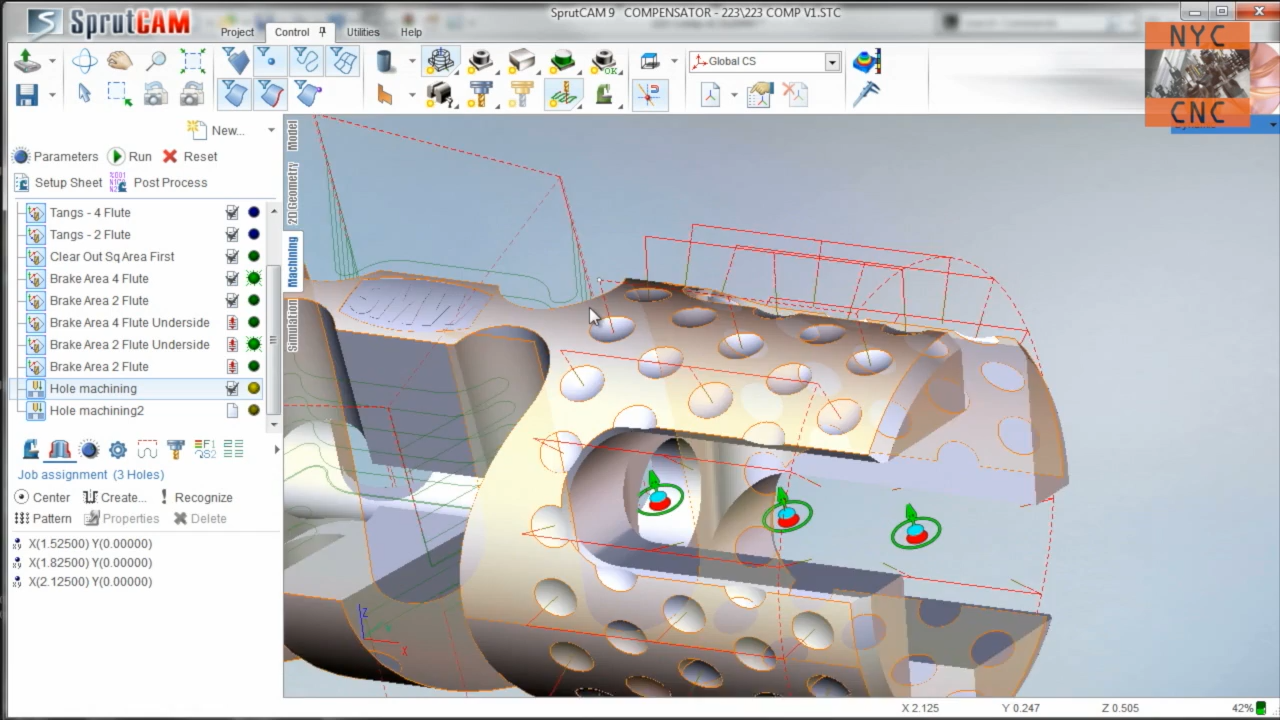 SprutCAM 9    COMPENSATOR - 223\223 COMP V1.STC
SprutCAM
Project Control Utilities Help
NYC
CNC
Global CS
OK
New...
Parameters Run Reset
Setup Sheet Post Process
Tangs - 4 Flute
Tangs - 2 Flute
Clear Out Sq Area First
Brake Area 4 Flute
Brake Area 2 Flute
Brake Area 4 Flute Underside
Brake Area 2 Flute Underside
Brake Area 2 Flute
Hole machining
Hole machining2
Job assignment (3 Holes)
Center Create... Recognize
Pattern Properties Delete
X(1.52500) Y(0.00000)
X(1.82500) Y(0.00000)
X(2.12500) Y(0.00000)
Model
2D Geometry
Machining
Simulation
Z
X
X 2.125 Y 0.247 Z 0.505 42%